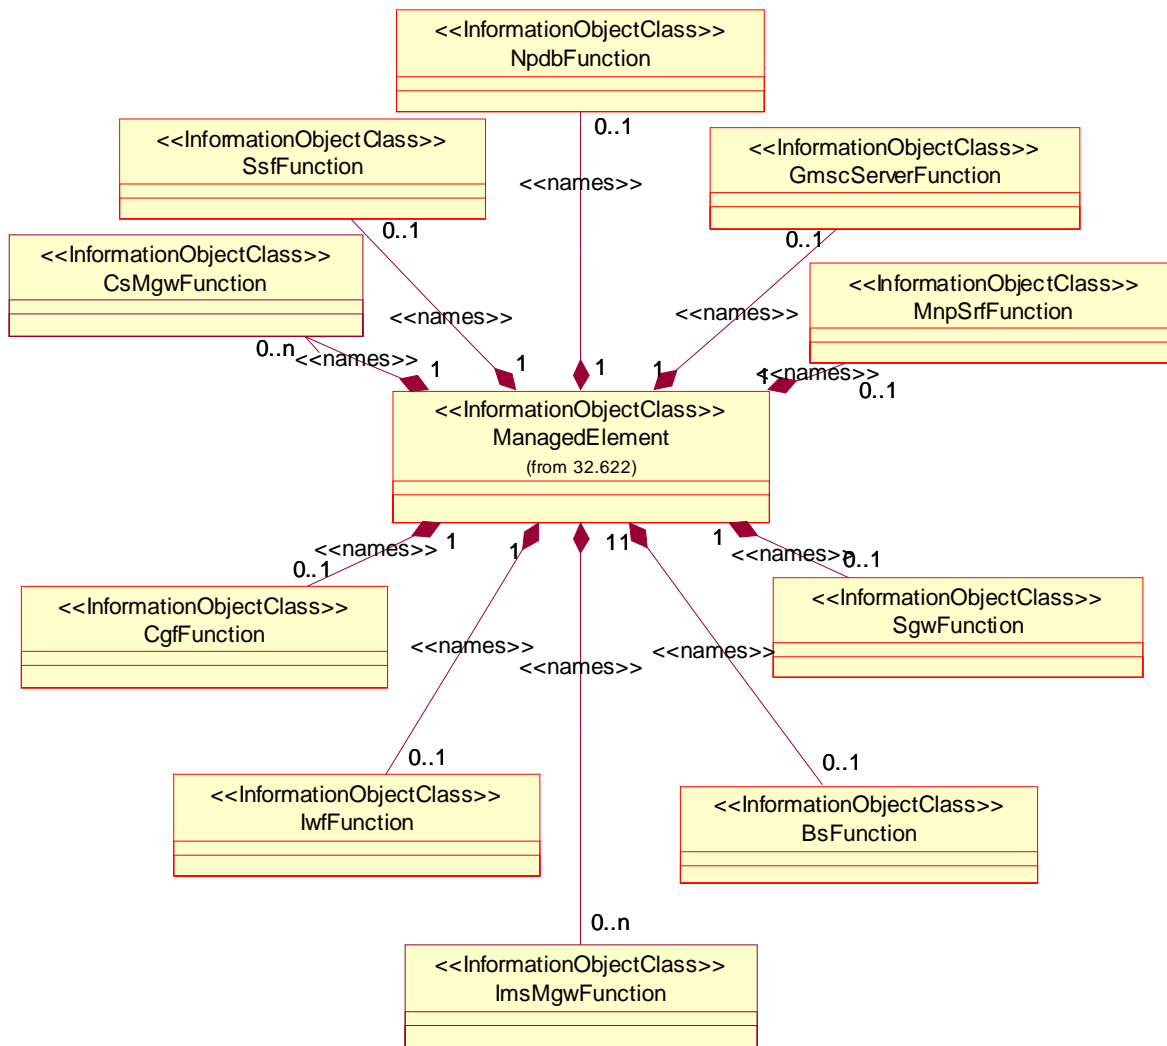 <<InformationObjectClass>>
NpdbFunction
0..1
<<names>>
1
<<InformationObjectClass>>
SsfFunction
0..1
<<names>>
1
<<InformationObjectClass>>
GmscServerFunction
0..1
<<names>>
1
<<InformationObjectClass>>
CsMgwFunction
0..n
<<names>>
1
<<InformationObjectClass>>
MnpSrfFunction
0..1
<<names>>
1
<<InformationObjectClass>>
ManagedElement
(from 32.622)
1
<<names>>
0..1
<<InformationObjectClass>>
CgfFunction
1
<<names>>
0..1
<<InformationObjectClass>>
SgwFunction
1
<<names>>
0..1
<<InformationObjectClass>>
IwfFunction
1
<<names>>
0..1
<<InformationObjectClass>>
BsFunction
1
<<names>>
0..n
<<InformationObjectClass>>
ImsMgwFunction